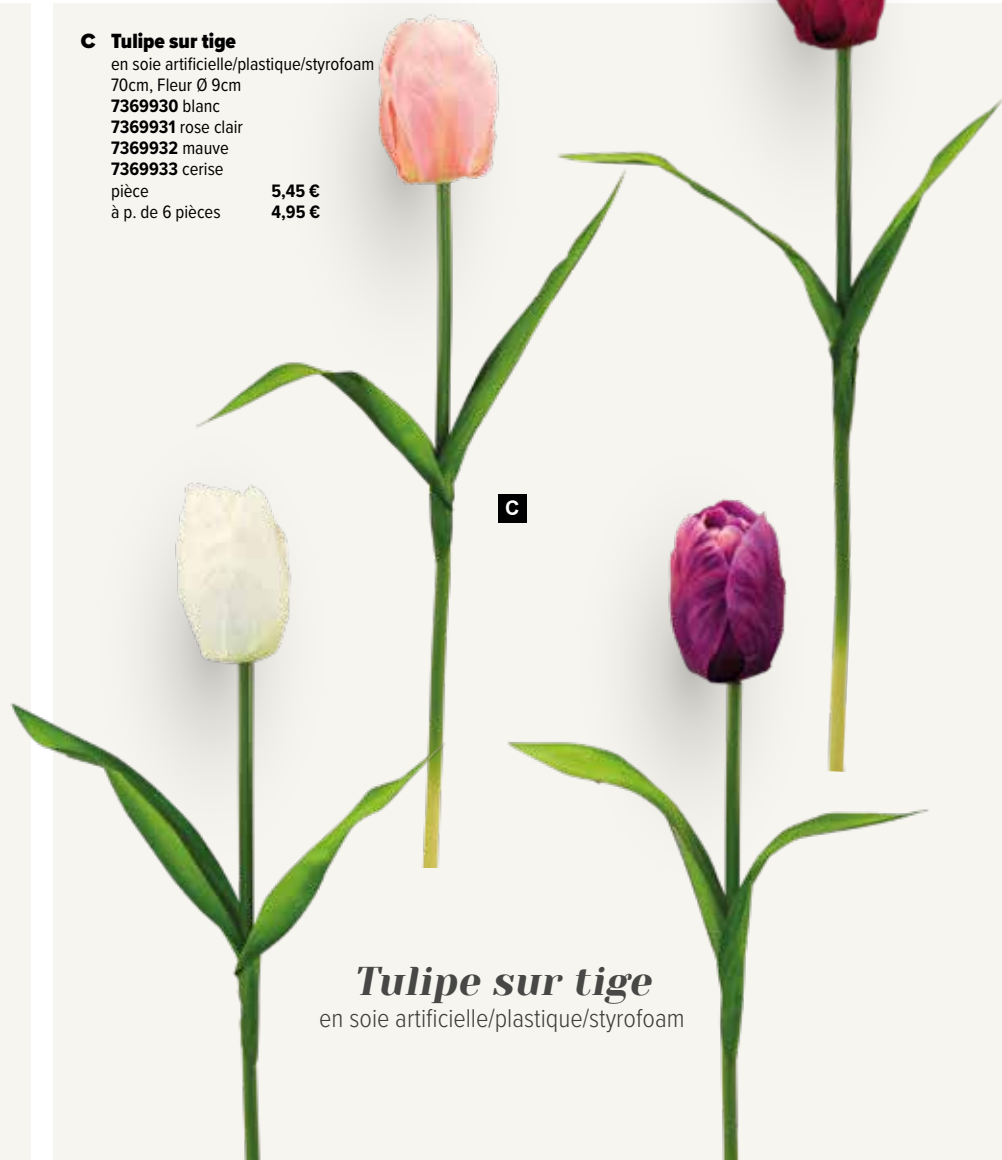 C Tulipe sur tige
en soie artificielle/plastique/styrofoam
70cm, Fleur Ø 9cm
7369930 blanc
7369931 rose clair
7369932 mauve
7369933 cerise
pièce 5,45 €
à p. de 6 pièces 4,95 €
C
Tulipe sur tige
en soie artificielle/plastique/styrofoam